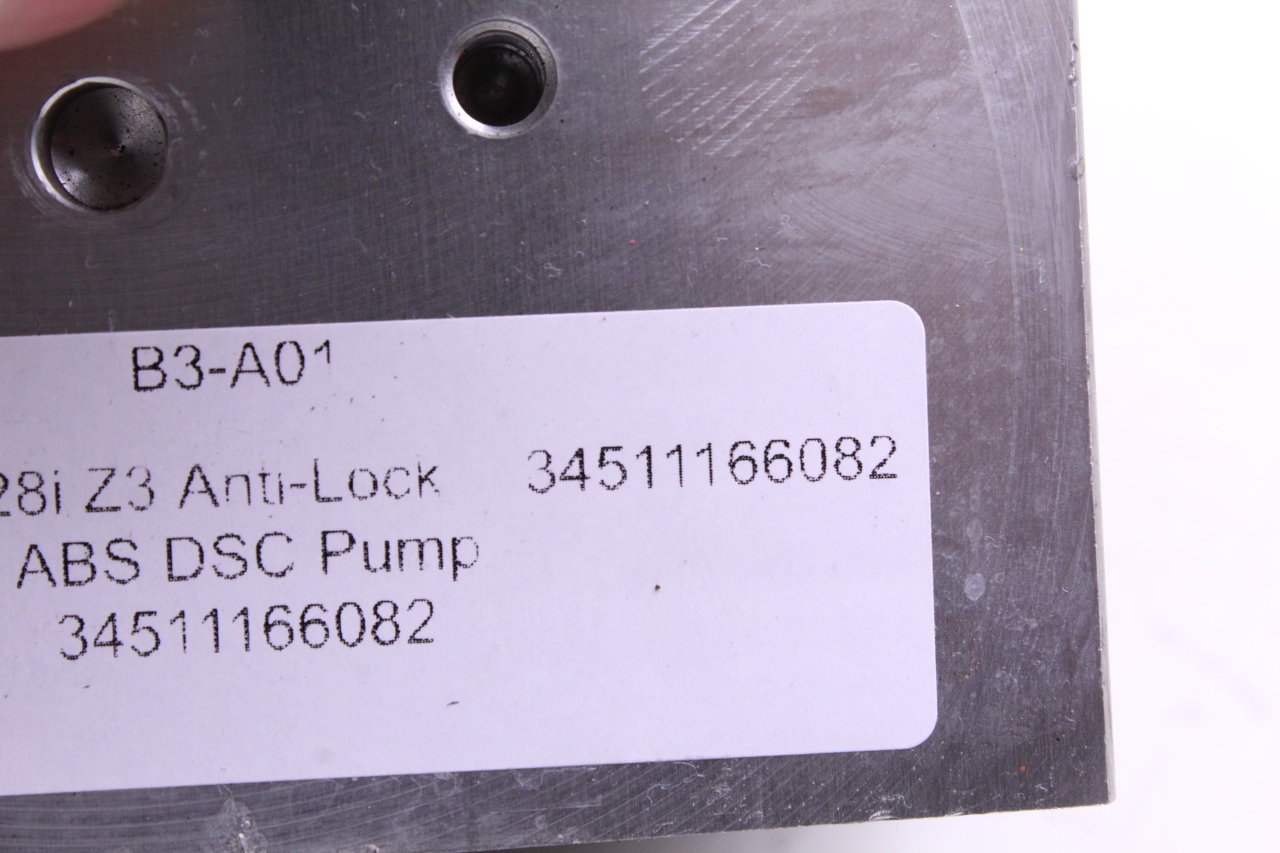 B3-A01
28i Z3 Anti-Lock 34511166082
ABS DSC Pump
34511166082